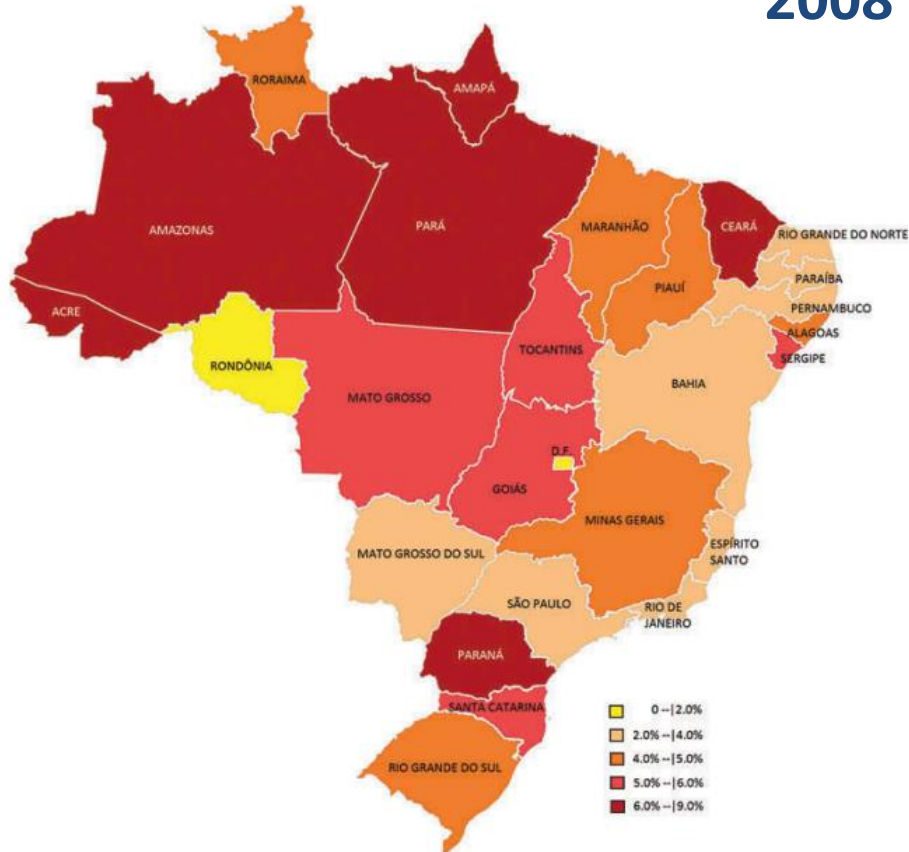 2008
RORAIMA
AMAPÁ
AMAZONAS
PARÁ
MARANHÃO
CEARÁ
RIO GRANDE DO NORTE
PARAÍBA
PIAUÍ
PERNAMBUCO
ACRE
ALAGOAS
TOCANTINS
SERGIPE
RONDÔNIA
BAHIA
MATO GROSSO
D.F.
GOIÁS
MINAS GERAIS
ESPÍRITO
SANTO
MATO GROSSO DO SUL
SÃO PAULO
RIO DE
JANEIRO
PARANÁ
SANTA CATARINA
RIO GRANDE DO SUL
0 --|2.0%
2.0% --|4.0%
4.0% --|5.0%
5.0% --|6.0%
6.0% --|9.0%